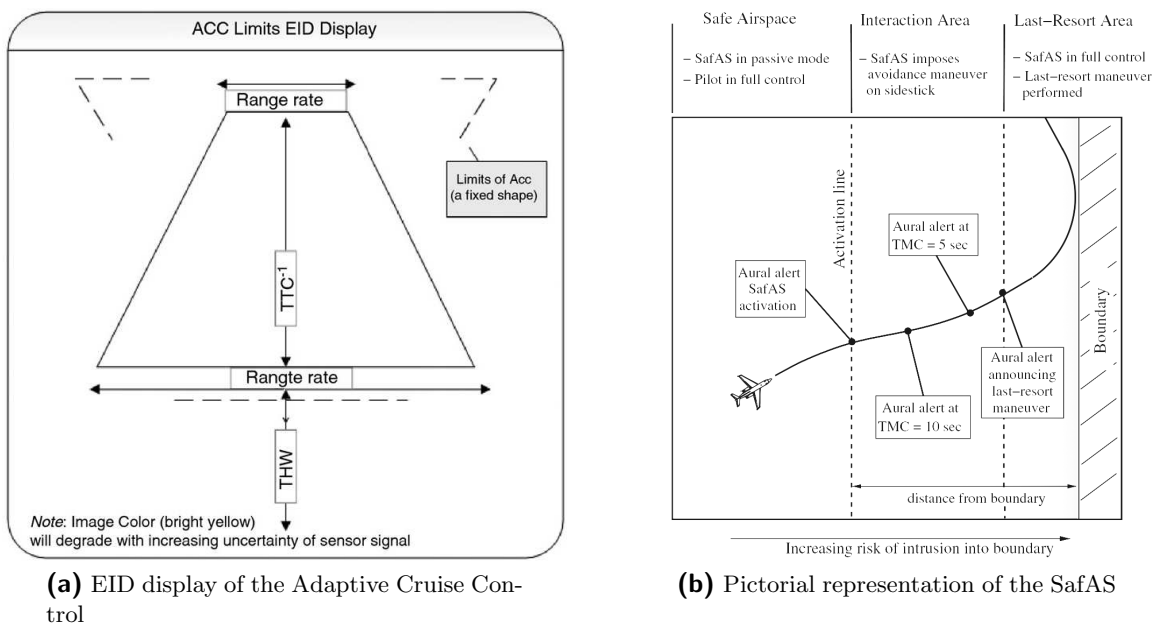 ACC Limits EID Display
Range rate
Limits of Acc
(a fixed shape)
TTC-1
Rangte rate
THW
Note: Image Color (bright yellow)
will degrade with increasing uncertainty of sensor signal
(a) EID display of the Adaptive Cruise Con-
trol
Safe Airspace
− SafAS in passive mode
− Pilot in full control
Interaction Area
− SafAS imposes
avoidance maneuver
on sidestick
Last−Resort Area
− SafAS in full control
− Last−resort maneuver
performed
Activation line
Aural alert at
TMC = 5 sec
Aural alert
SafAS
activation
Boundary
Aural alert
announcing
last−resort
maneuver
Aural alert at
TMC = 10 sec
distance from boundary
Increasing risk of intrusion into boundary
(b) Pictorial representation of the SafAS